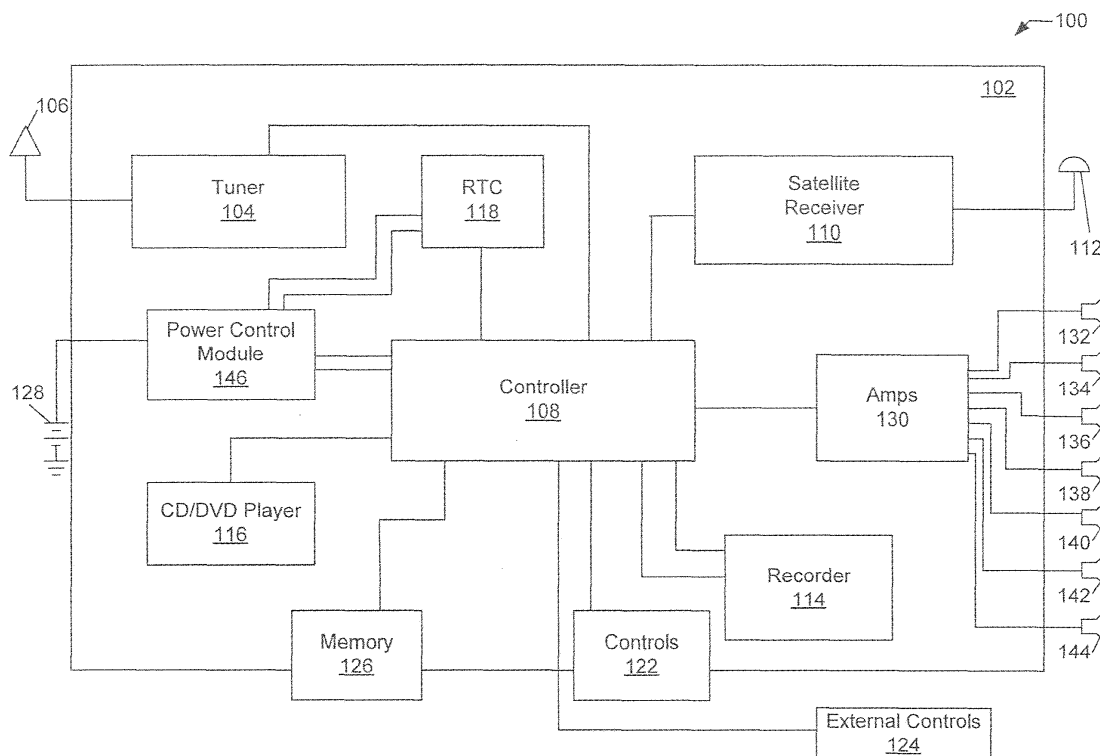 100
102
106
Tuner
104
RTC
118
Satellite
Receiver
110
112
Power Control
Module
146
128
Controller
108
Amps
130
132
134
136
138
140
142
144
CD/DVD Player
116
Recorder
114
Memory
126
Controls
122
External Controls
124